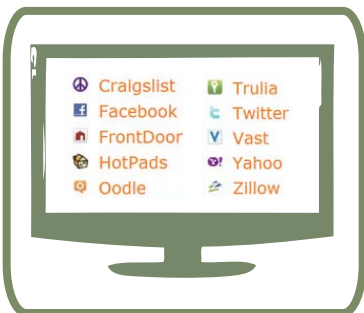 Craigslist
Facebook
FrontDoor
HotPads
Oodle
Trulia
Twitter
Vast
Yahoo
Zillow